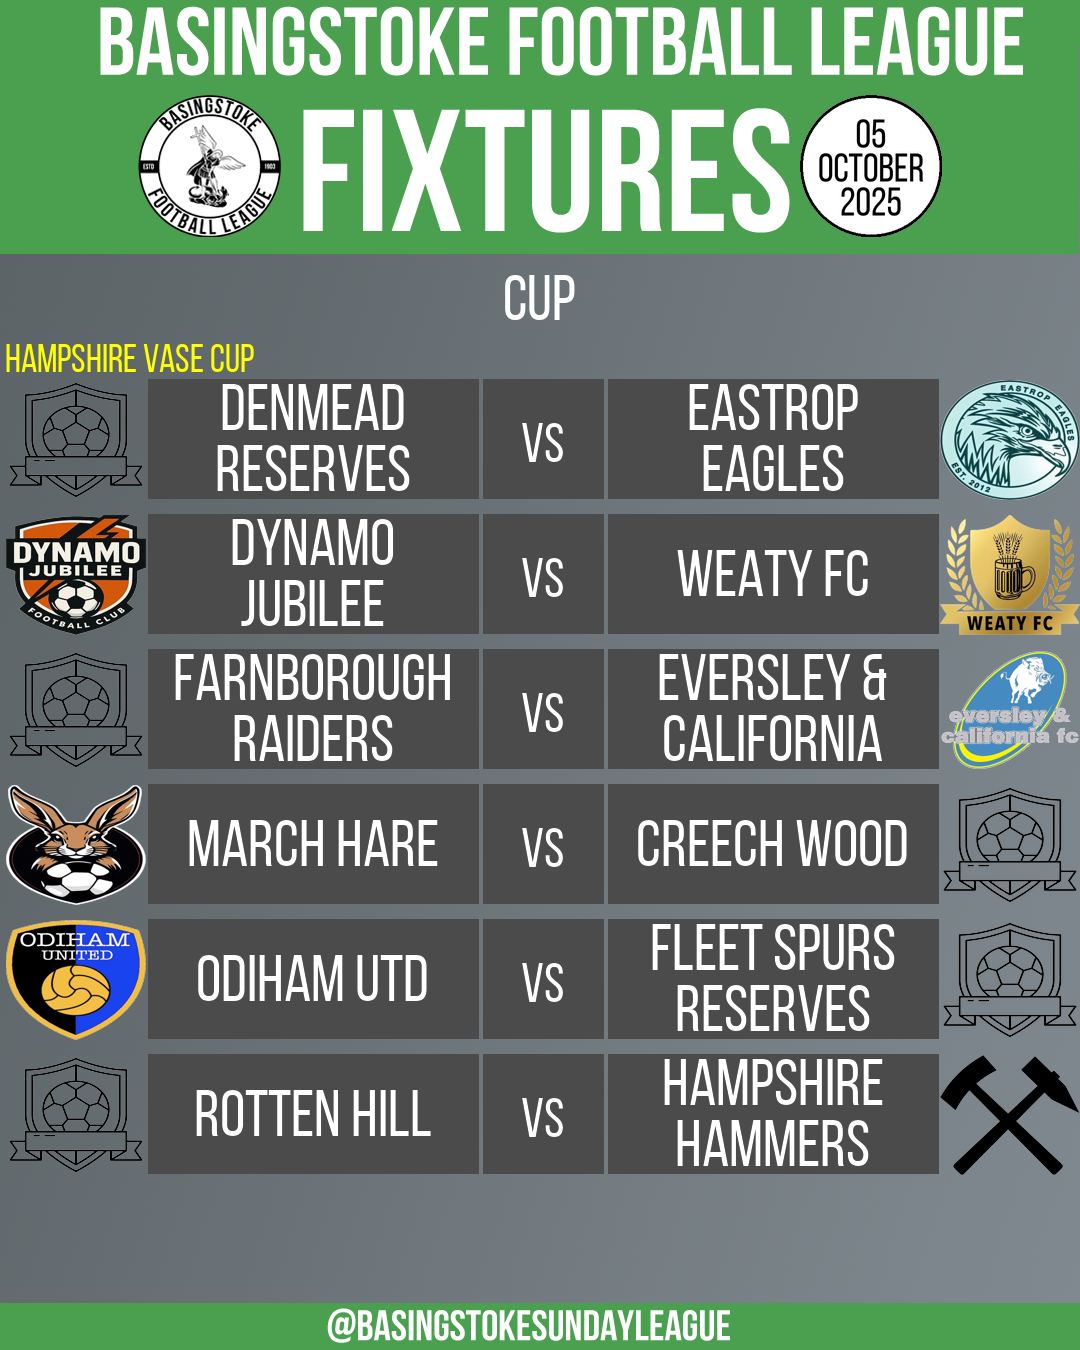 BASINGSTOKE FOOTBALL LEAGUE
BASINGSTOKE
ESTD 1903
FOOTBALL LEAGUE
FIXTURES
05
OCTOBER
2025
CUP
HAMPSHIRE VASE CUP
DENMEAD
RESERVES
VS
EASTROP
EAGLES
EASTROP EAGLES
EST. 2012
DYNAMO
JUBILEE
FOOTBALL CLUB
DYNAMO
JUBILEE
VS
WEATY FC
WEATY FC
FARNBOROUGH
RAIDERS
VS
EVERSLEY &
CALIFORNIA
eversley &
california fc
MARCH HARE
VS
CREECH WOOD
ODIHAM
UNITED
ODIHAM UTD
VS
FLEET SPURS
RESERVES
ROTTEN HILL
VS
HAMPSHIRE
HAMMERS
@BASINGSTOKESUNDAYLEAGUE